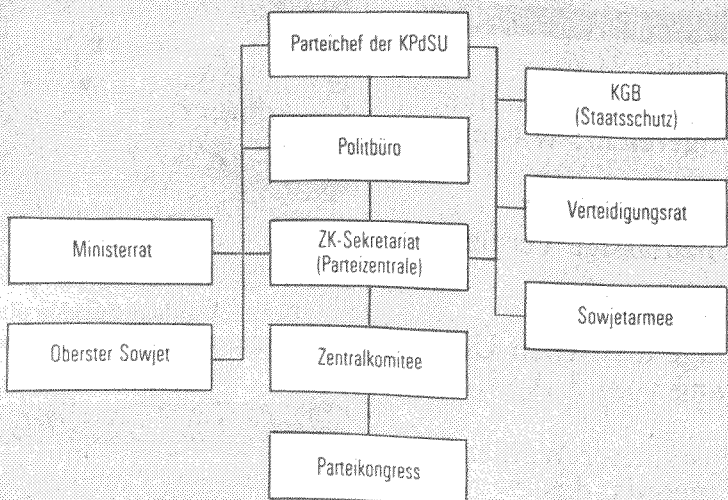 Parteichef der KPdSU
KGB
(Staatsschutz)
Politbüro
Verteidigungsrat
Ministerrat
ZK-Sekretariat
(Parteizentrale)
Sowjetarmee
Oberster Sowjet
Zentralkomitee
Parteikongress